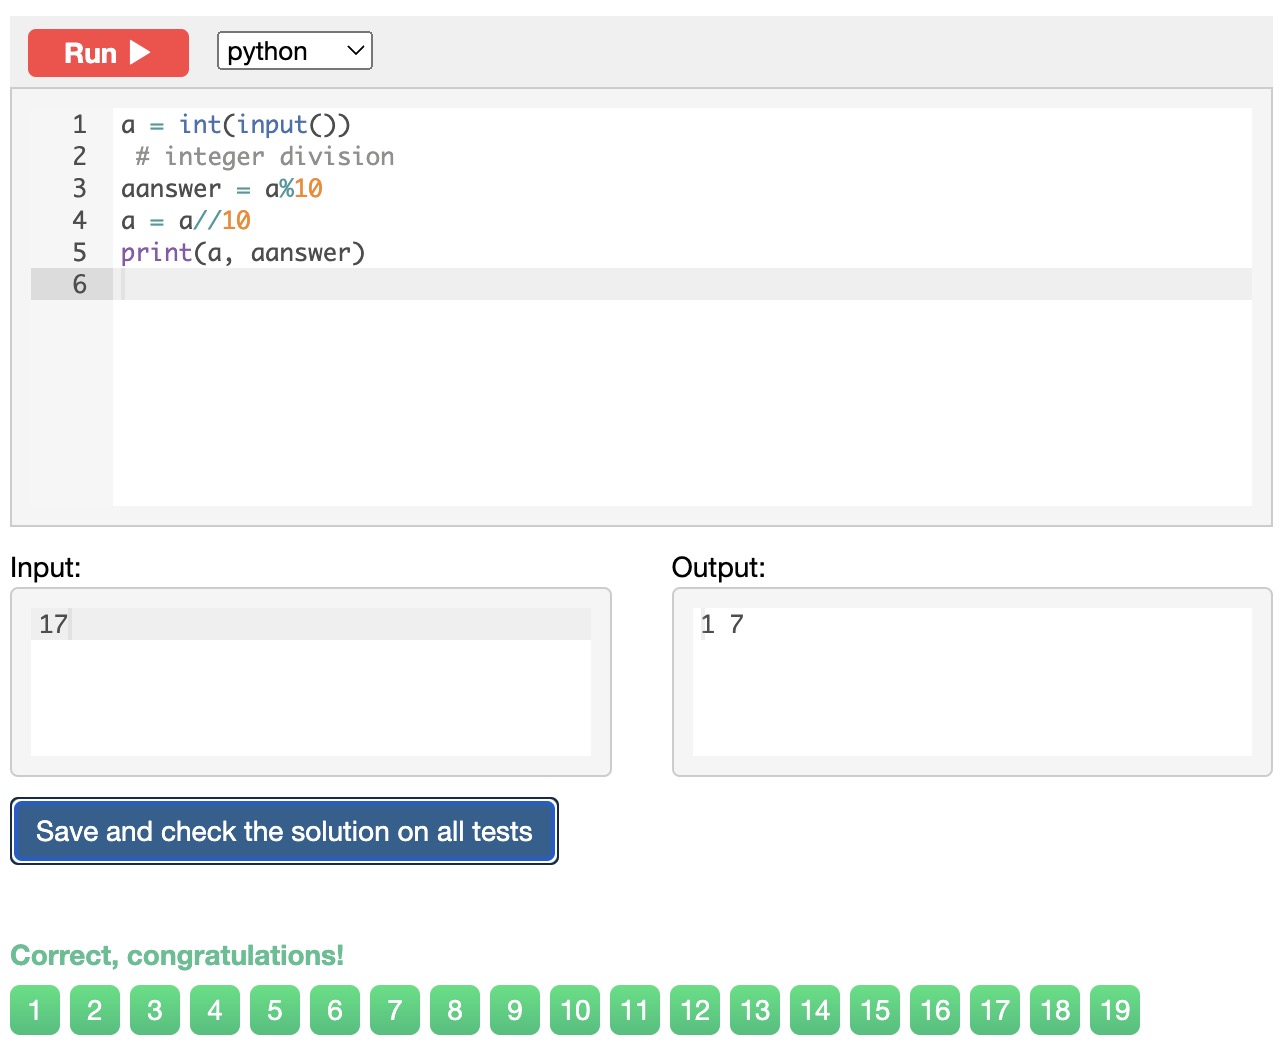 Run
python
1 a = int(input())
2  # integer division
3 aanswer = a%10
4 a = a//10
5 print(a, aanswer)
6
Input:
Output:
17
1 7
Save and check the solution on all tests
Correct, congratulations!
1 2 3 4 5 6 7 8 9 10 11 12 13 14 15 16 17 18 19